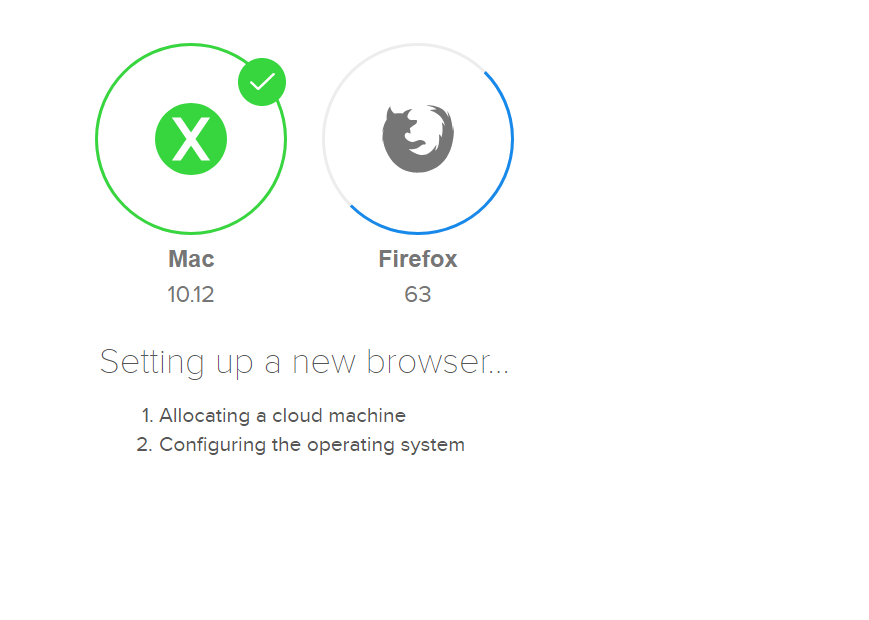 X
Mac
Firefox
10.12
63
Setting up a new browser...
1. Allocating a cloud machine
2. Configuring the operating system